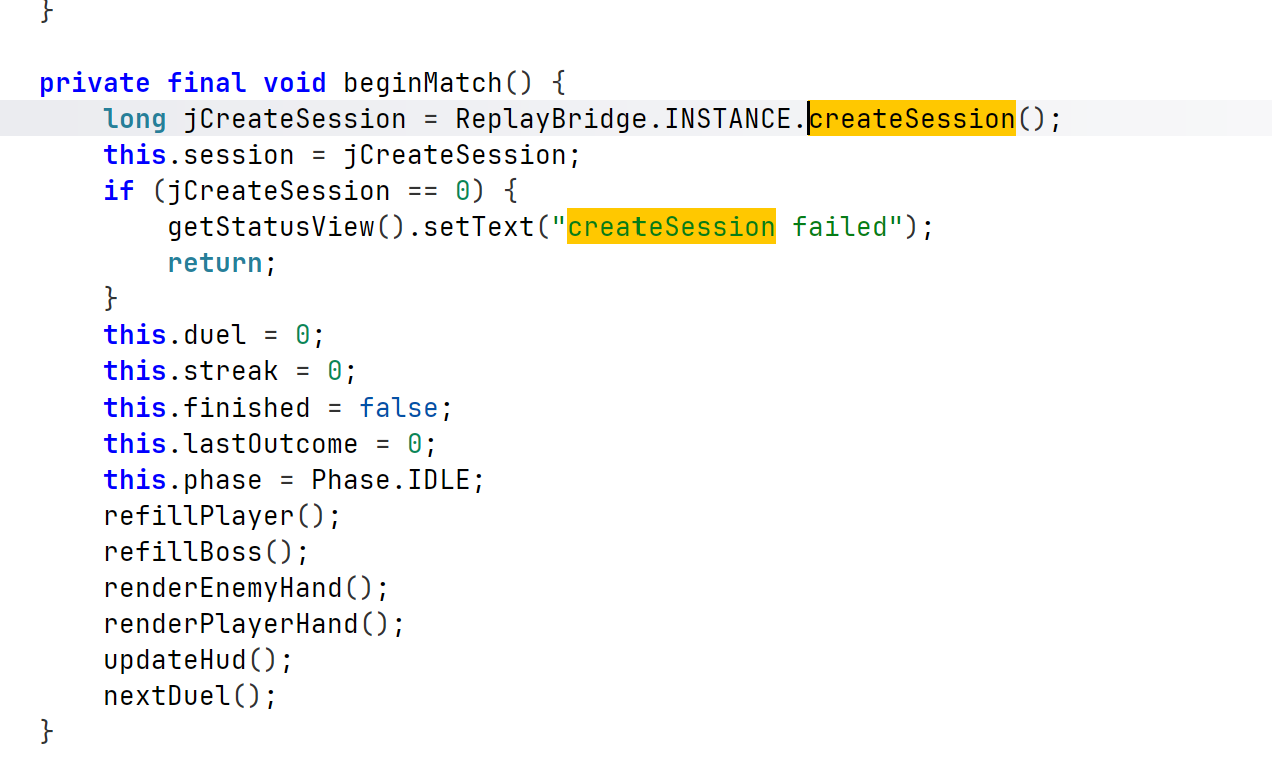 }
private final void beginMatch() {
    long jCreateSession = ReplayBridge.INSTANCE.createSession();
    this.session = jCreateSession;
    if (jCreateSession == 0) {
        getStatusView().setText("createSession failed");
        return;
    }
    this.duel = 0;
    this.streak = 0;
    this.finished = false;
    this.lastOutcome = 0;
    this.phase = Phase.IDLE;
    refillPlayer();
    refillBoss();
    renderEnemyHand();
    renderPlayerHand();
    updateHud();
    nextDuel();
}